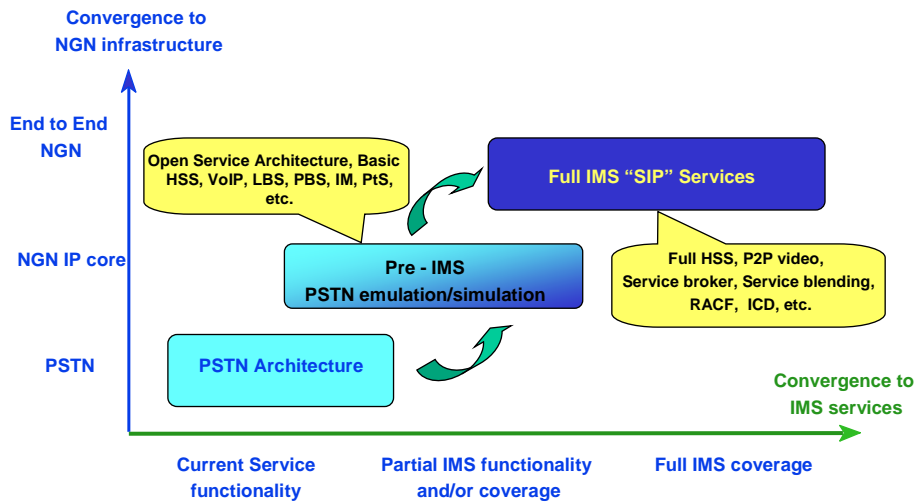 Convergence to
NGN infrastructure
End to End
NGN
Open Service Architecture, Basic
HSS, VoIP, LBS, PBS, IM, PtS,
etc.
Full IMS “SIP” Services
NGN IP core
Pre - IMS
PSTN emulation/simulation
Full HSS, P2P video,
Service broker, Service blending,
RACF, ICD, etc.
PSTN
PSTN Architecture
Convergence to
IMS services
Current Service
functionality
Partial IMS functionality
and/or coverage
Full IMS coverage